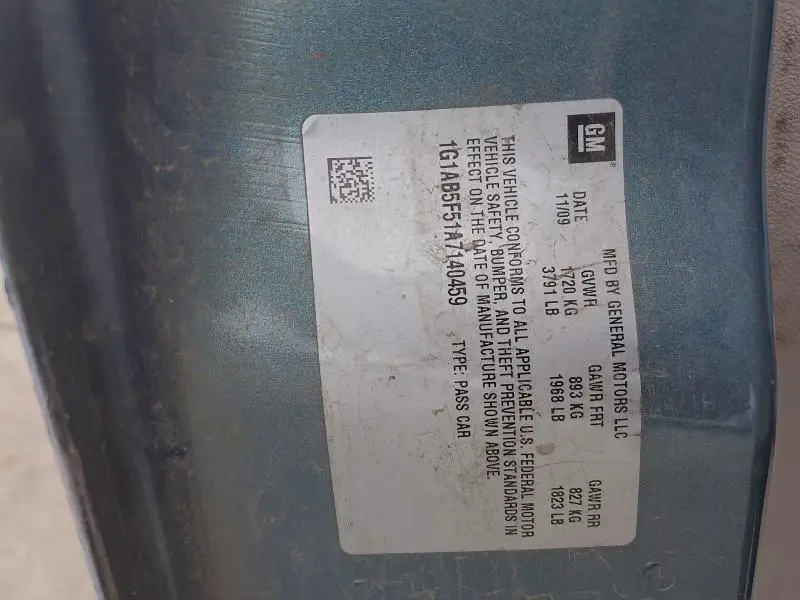 GM
®
MFD BY GENERAL MOTORS LLC
DATE GVWR GAWR FRT GAWR RR
11/09 1720 KG 893 KG 827 KG
3791 LB 1968 LB 1823 LB
THIS VEHICLE CONFORMS TO ALL APPLICABLE U.S. FEDERAL MOTOR
VEHICLE SAFETY, BUMPER, AND THEFT PREVENTION STANDARDS IN
EFFECT ON THE DATE OF MANUFACTURE SHOWN ABOVE.
1G1AB5F51A7140459 TYPE: PASS CAR